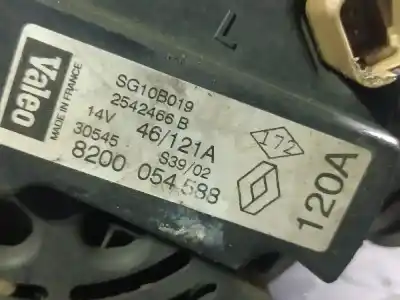 L
Valeo
MADE IN FRANCE
SG10B019
2542466 B
14V 46/121A
30545 S39/02
8200 054 588
172
120A